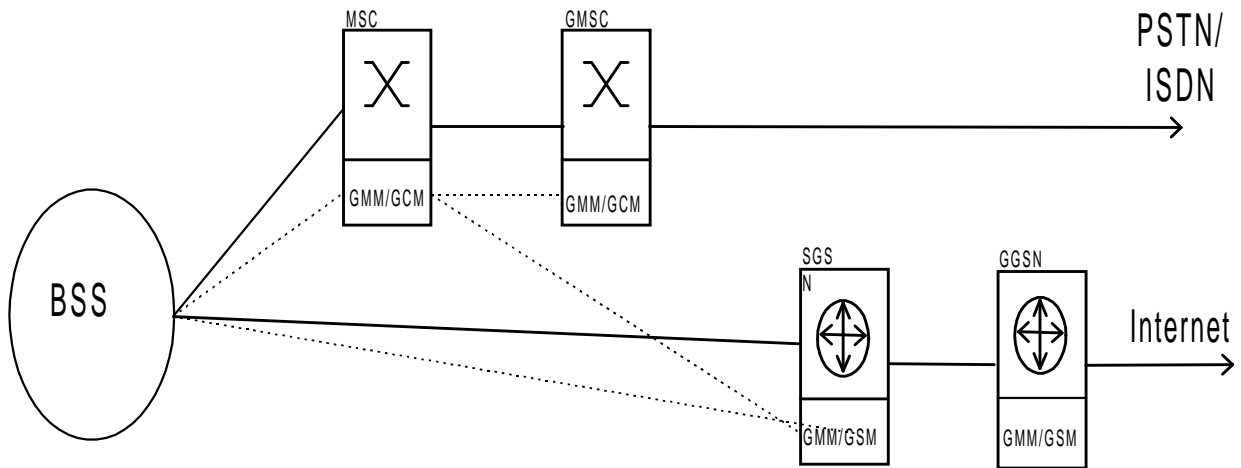 MSC
GMSC
PSTN/
ISDN
GMM/GCM
GMM/GCM
BSS
SGS
N
GGSN
Internet
GMM/GSM
GMM/GSM